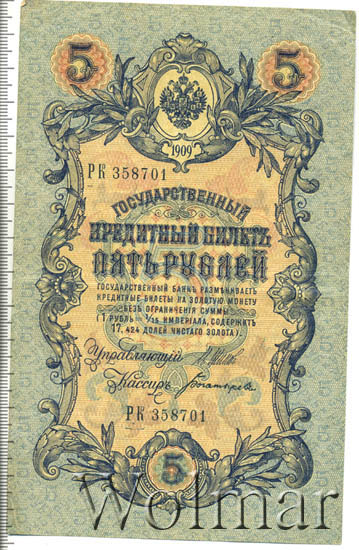 5 5
1909
РК 358701
ГОСУДАРСТВЕННЫЙ
КРЕДИТНЫЙ БИЛЕТЪ
ПЯТЬ РУБЛЕЙ
ГОСУДАРСТВЕННЫЙ БАНКЪ РАЗМѢНИВАЕТЪ
КРЕДИТНЫЕ БИЛЕТЫ НА ЗОЛОТУЮ МОНЕТУ
БЕЗЪ ОГРАНИЧЕНІЯ СУММЫ
(1 РУБЛЬ = 1/15 ИМПЕРІАЛА, СОДЕРЖИТЪ
17,424 ДОЛЕЙ ЧИСТАГО ЗОЛОТА)
Управляющій
Кассиръ
РК 358701
5
Wolmar